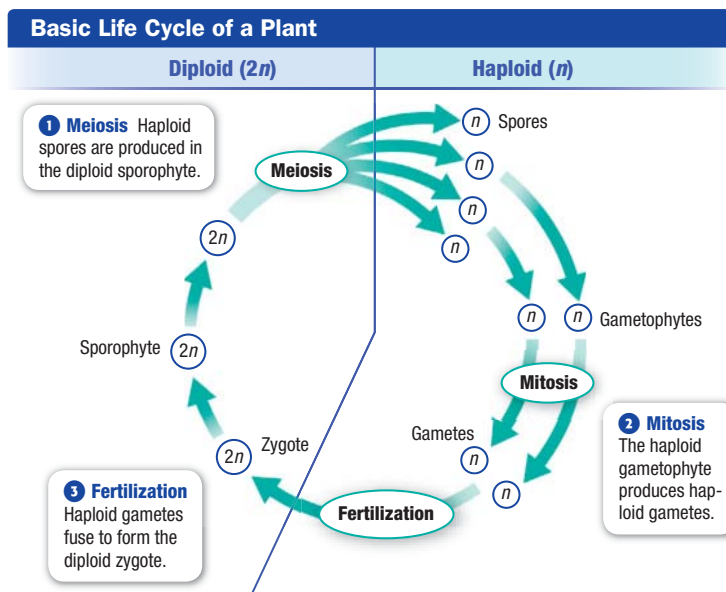 Basic Life Cycle of a Plant
Diploid (2n)
Haploid (n)
1 Meiosis Haploid
spores are produced in
the diploid sporophyte.
Meiosis
n Spores
n
n
n
2n
n
n Gametophytes
Sporophyte 2n
Mitosis
2 Mitosis
The haploid
gametophyte
produces hap-
loid gametes.
Gametes
n
n
Zygote
2n
3 Fertilization
Haploid gametes
fuse to form the
diploid zygote.
Fertilization